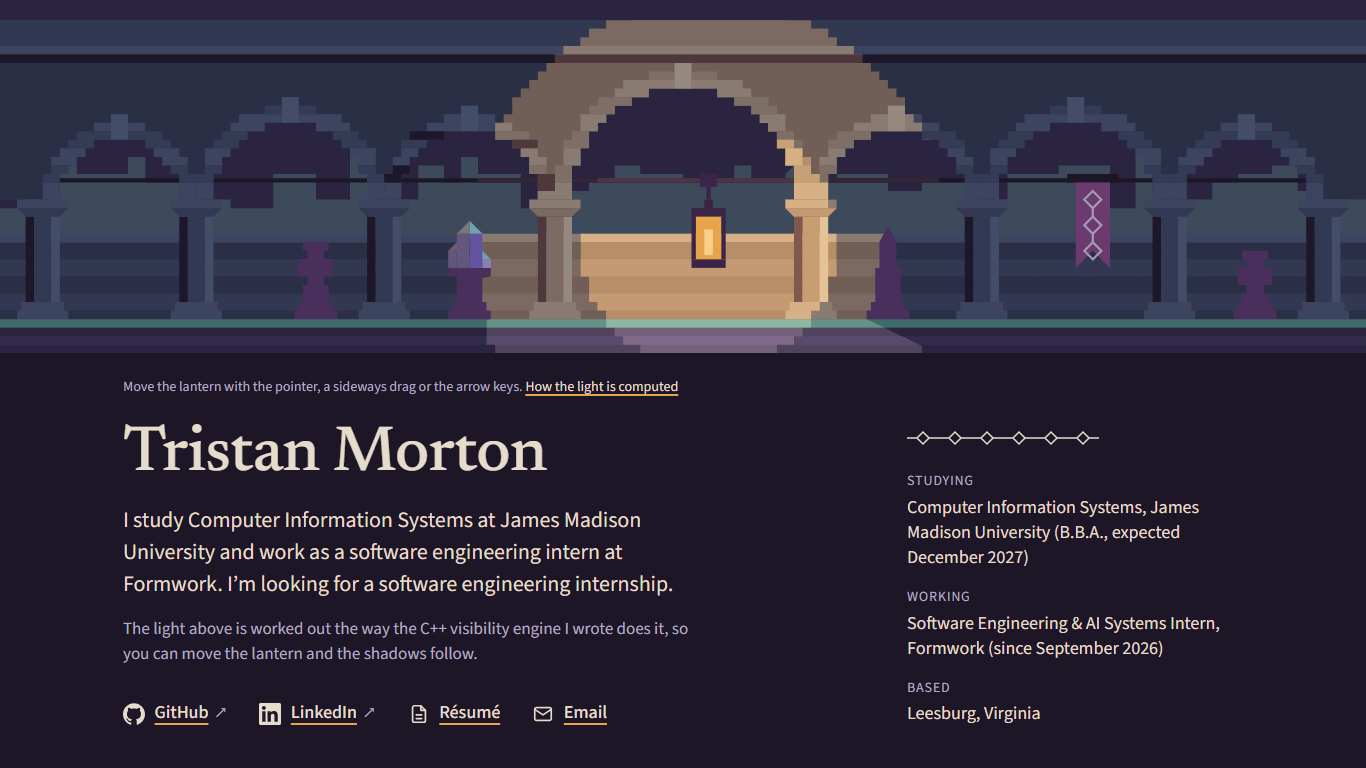 Move the lantern with the pointer, a sideways drag or the arrow keys. How the light is computed
Tristan Morton
I study Computer Information Systems at James Madison
University and work as a software engineering intern at
Formwork. I’m looking for a software engineering internship.
The light above is worked out the way the C++ visibility engine I wrote does it, so
you can move the lantern and the shadows follow.
GitHub ↗ LinkedIn ↗ Résumé Email
STUDYING
Computer Information Systems, James
Madison University (B.B.A., expected
December 2027)
WORKING
Software Engineering & AI Systems Intern,
Formwork (since September 2026)
BASED
Leesburg, Virginia